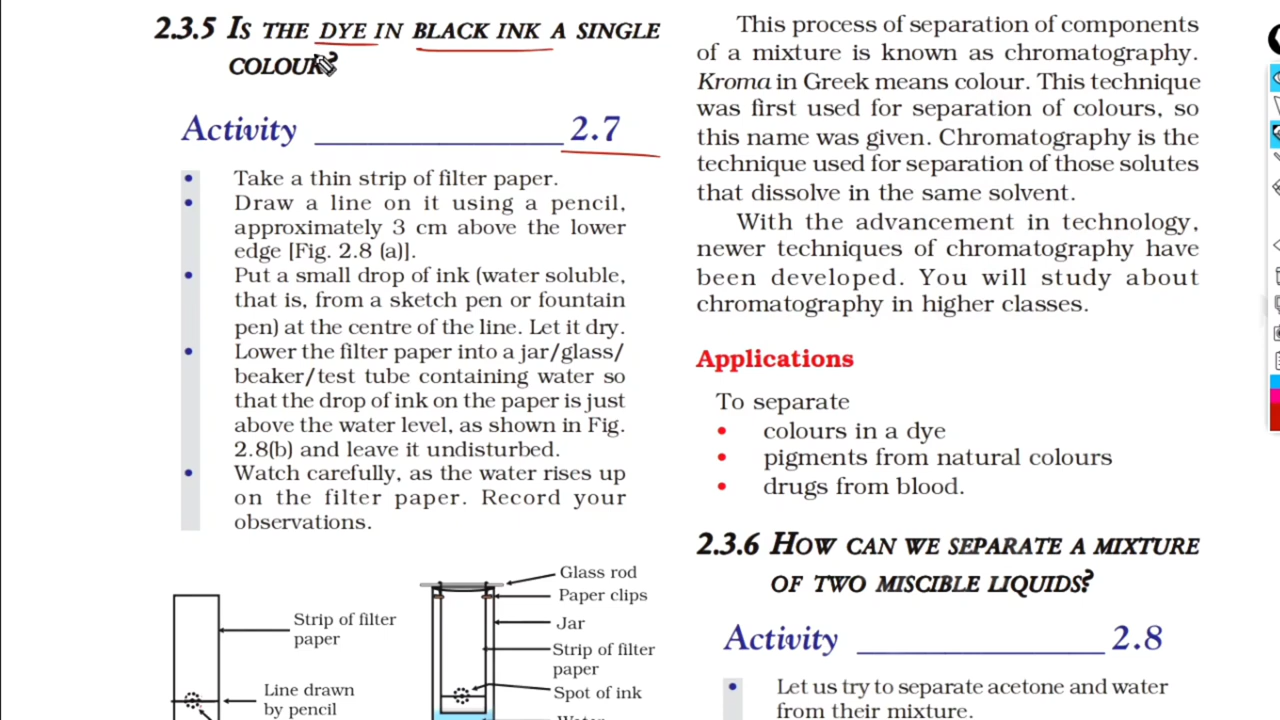 2.3.5 IS THE DYE IN BLACK INK A SINGLE
COLOUR?
Activity 2.7
• Take a thin strip of filter paper.
• Draw a line on it using a pencil,
approximately 3 cm above the lower
edge [Fig. 2.8 (a)].
• Put a small drop of ink (water soluble,
that is, from a sketch pen or fountain
pen) at the centre of the line. Let it dry.
• Lower the filter paper into a jar/glass/
beaker/test tube containing water so
that the drop of ink on the paper is just
above the water level, as shown in Fig.
2.8(b) and leave it undisturbed.
• Watch carefully, as the water rises up
on the filter paper. Record your
observations.
Strip of filter
paper
Line drawn
by pencil
Glass rod
Paper clips
Jar
Strip of filter
paper
Spot of ink
Water
This process of separation of components
of a mixture is known as chromatography.
Kroma in Greek means colour. This technique
was first used for separation of colours, so
this name was given. Chromatography is the
technique used for separation of those solutes
that dissolve in the same solvent.
With the advancement in technology,
newer techniques of chromatography have
been developed. You will study about
chromatography in higher classes.
Applications
To separate
• colours in a dye
• pigments from natural colours
• drugs from blood.
2.3.6 HOW CAN WE SEPARATE A MIXTURE
OF TWO MISCIBLE LIQUIDS?
Activity 2.8
• Let us try to separate acetone and water
from their mixture.